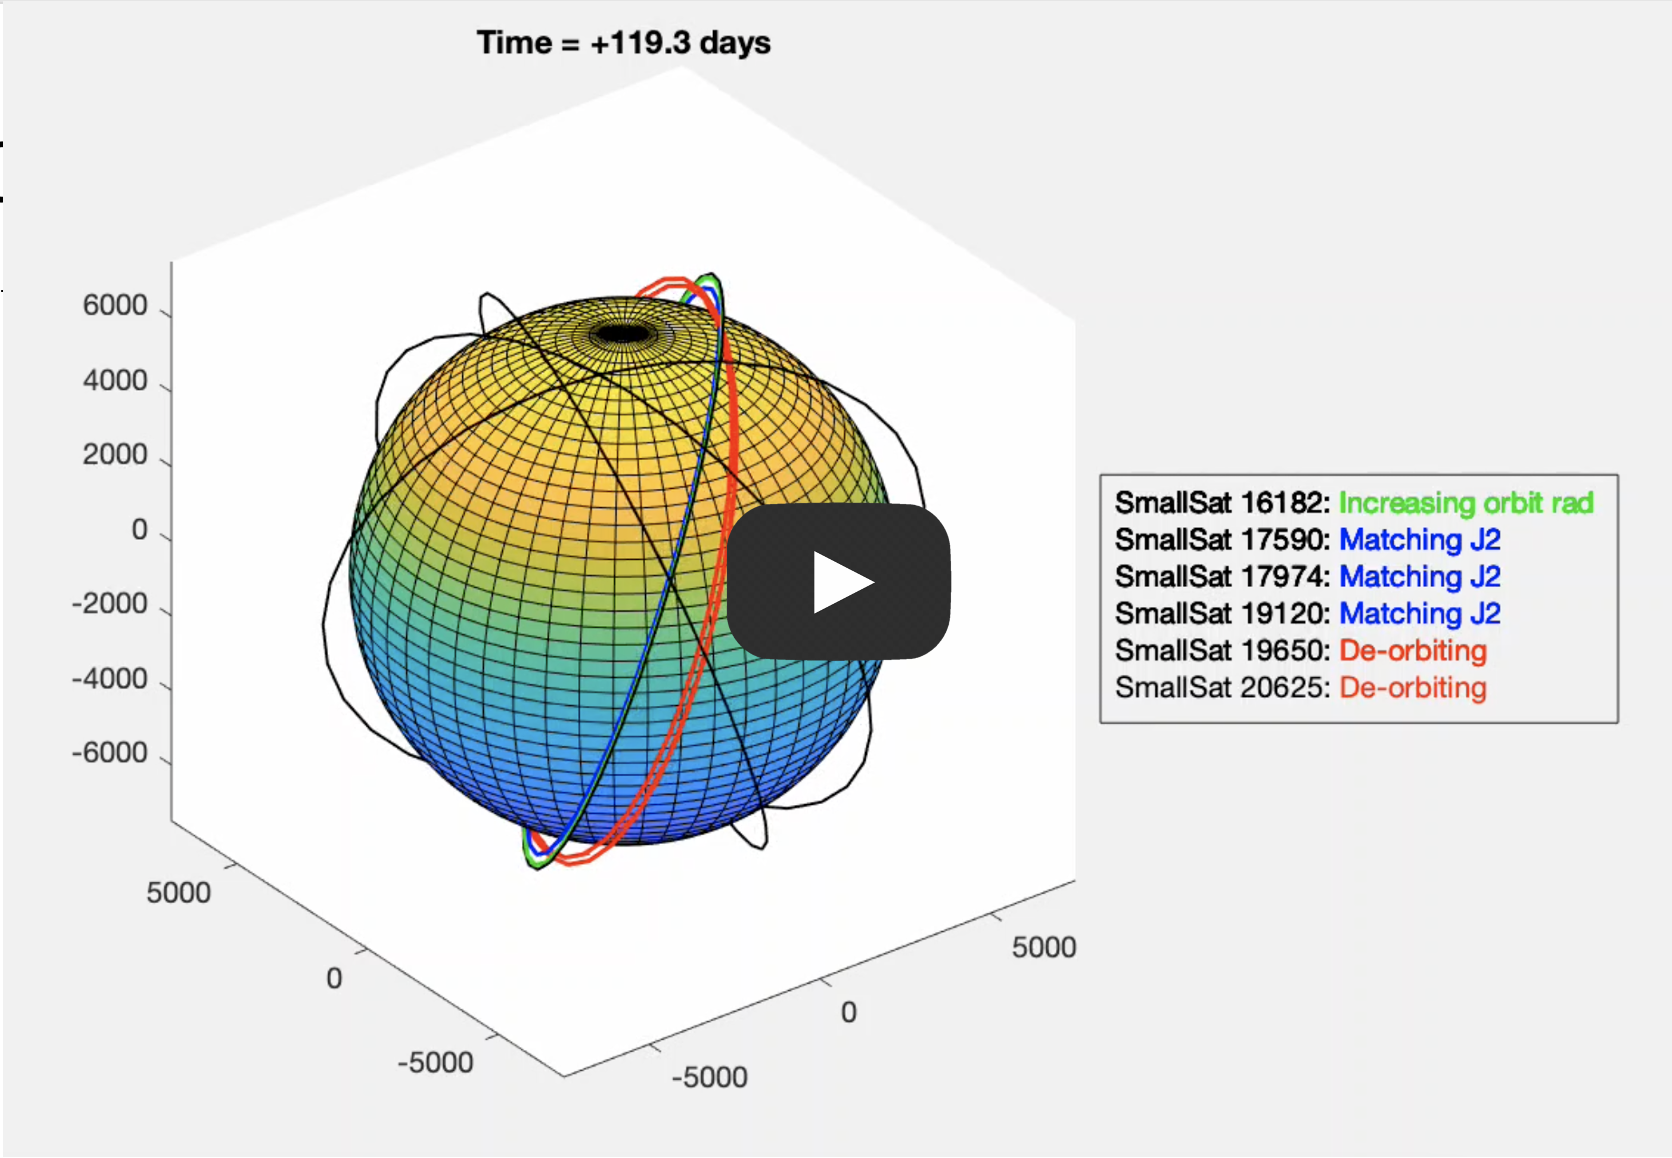 Time = +119.3 days
6000
4000
2000
0
-2000
-4000
-6000
5000
0
-5000
-5000
0
5000
SmallSat 16182: Increasing orbit rad
SmallSat 17590: Matching J2
SmallSat 17974: Matching J2
SmallSat 19120: Matching J2
SmallSat 19650: De-orbiting
SmallSat 20625: De-orbiting